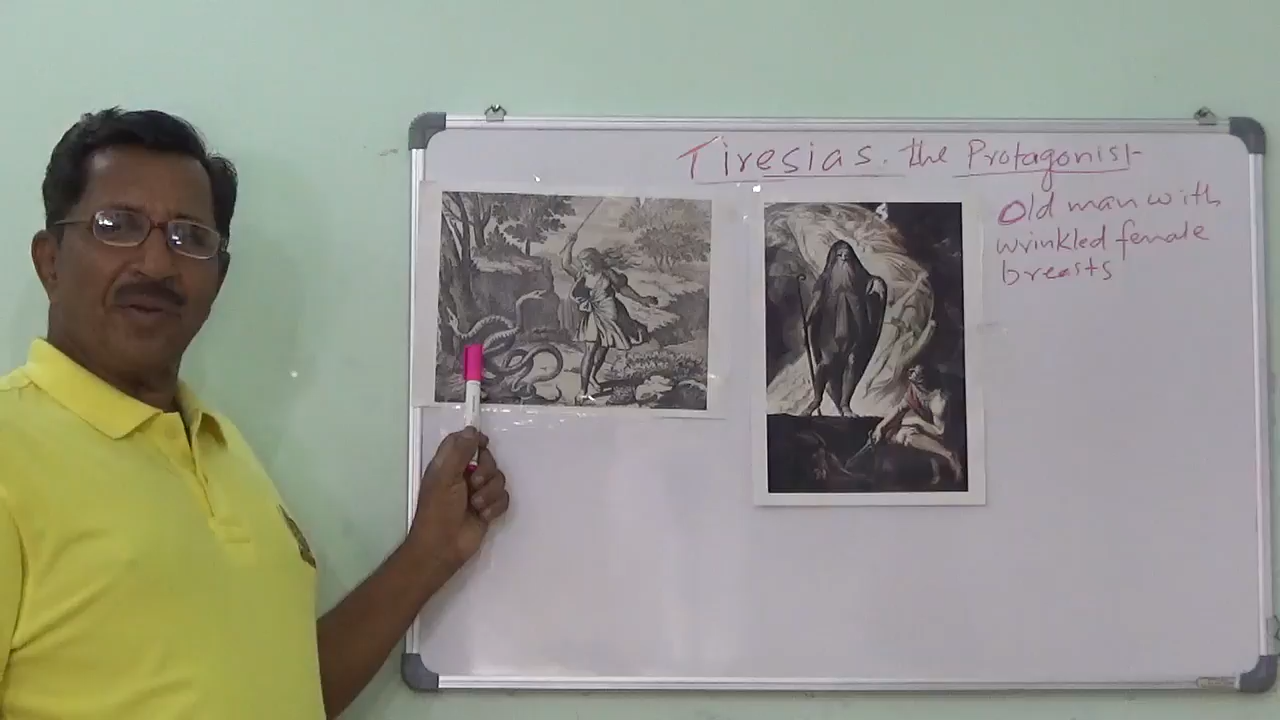 Tiresias. the Protagonist
Old man with
wrinkled female
breasts